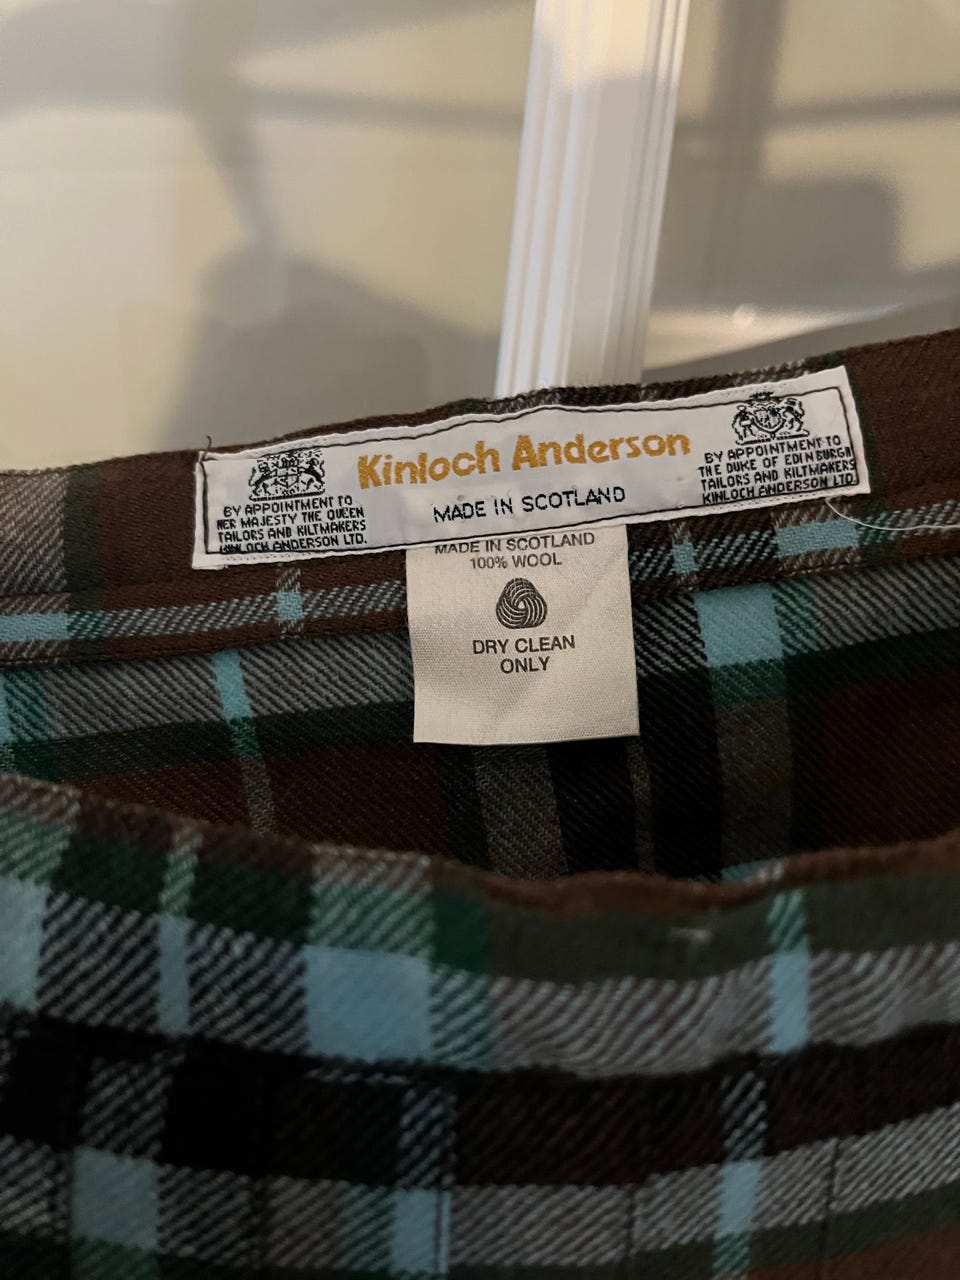 Kinloch Anderson
MADE IN SCOTLAND
BY APPOINTMENT TO
HER MAJESTY THE QUEEN
TAILORS AND KILTMAKERS
KINLOCH ANDERSON LTD.
BY APPOINTMENT TO
THE DUKE OF EDINBURGH
TAILORS AND KILTMAKERS
KINLOCH ANDERSON LTD.
MADE IN SCOTLAND
100% WOOL
DRY CLEAN
ONLY